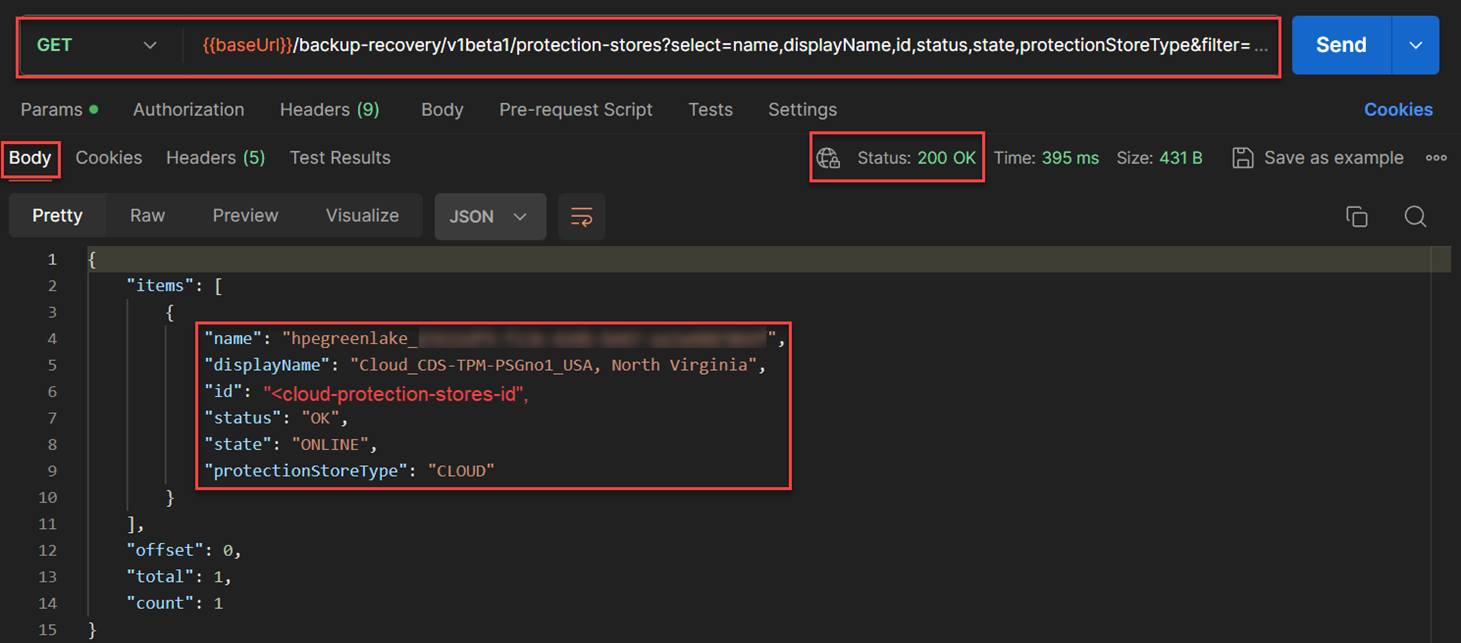 GET {{baseUrl}}/backup-recovery/v1beta1/protection-stores?select=name,displayName,id,status,state,protectionStoreType&filter= ... Send
Params Authorization Headers (9) Body Pre-request Script Tests Settings Cookies
Body Cookies Headers (5) Test Results Status: 200 OK Time: 395 ms Size: 431 B Save as example
Pretty Raw Preview Visualize JSON
1 {
2 "items": [
3 {
4 "name": "hpegreenlake_ ",
5 "displayName": "Cloud_CDS-TPM-PSGno1_USA, North Virginia",
6 "id": "<cloud-protection-stores-id",
7 "status": "OK",
8 "state": "ONLINE",
9 "protectionStoreType": "CLOUD"
10 }
11 ],
12 "offset": 0,
13 "total": 1,
14 "count": 1
15 }